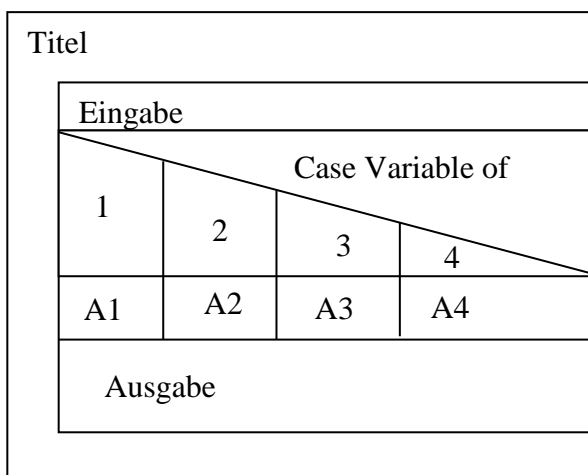 Titel
Eingabe
Case Variable of
1
2
3
4
A1
A2
A3
A4
Ausgabe